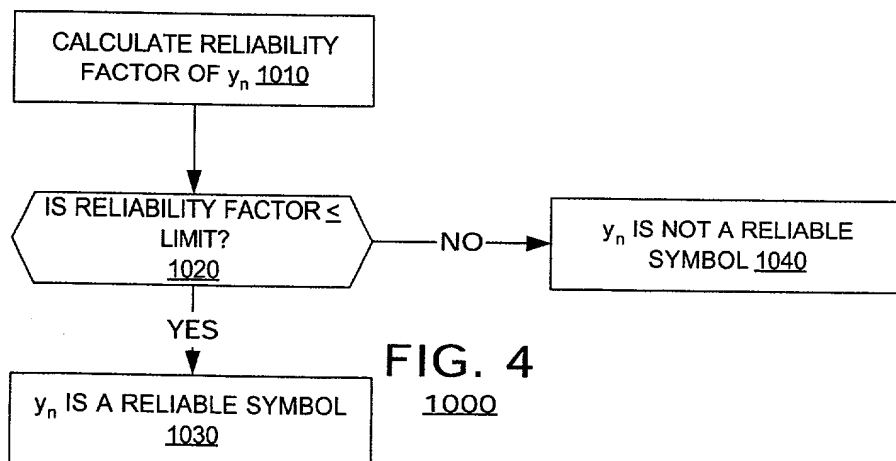 CALCULATE RELIABILITY
FACTOR OF yn 1010
IS RELIABILITY FACTOR ≤
LIMIT?
1020
NO
yn IS NOT A RELIABLE
SYMBOL 1040
YES
yn IS A RELIABLE SYMBOL
1030
FIG. 4
1000